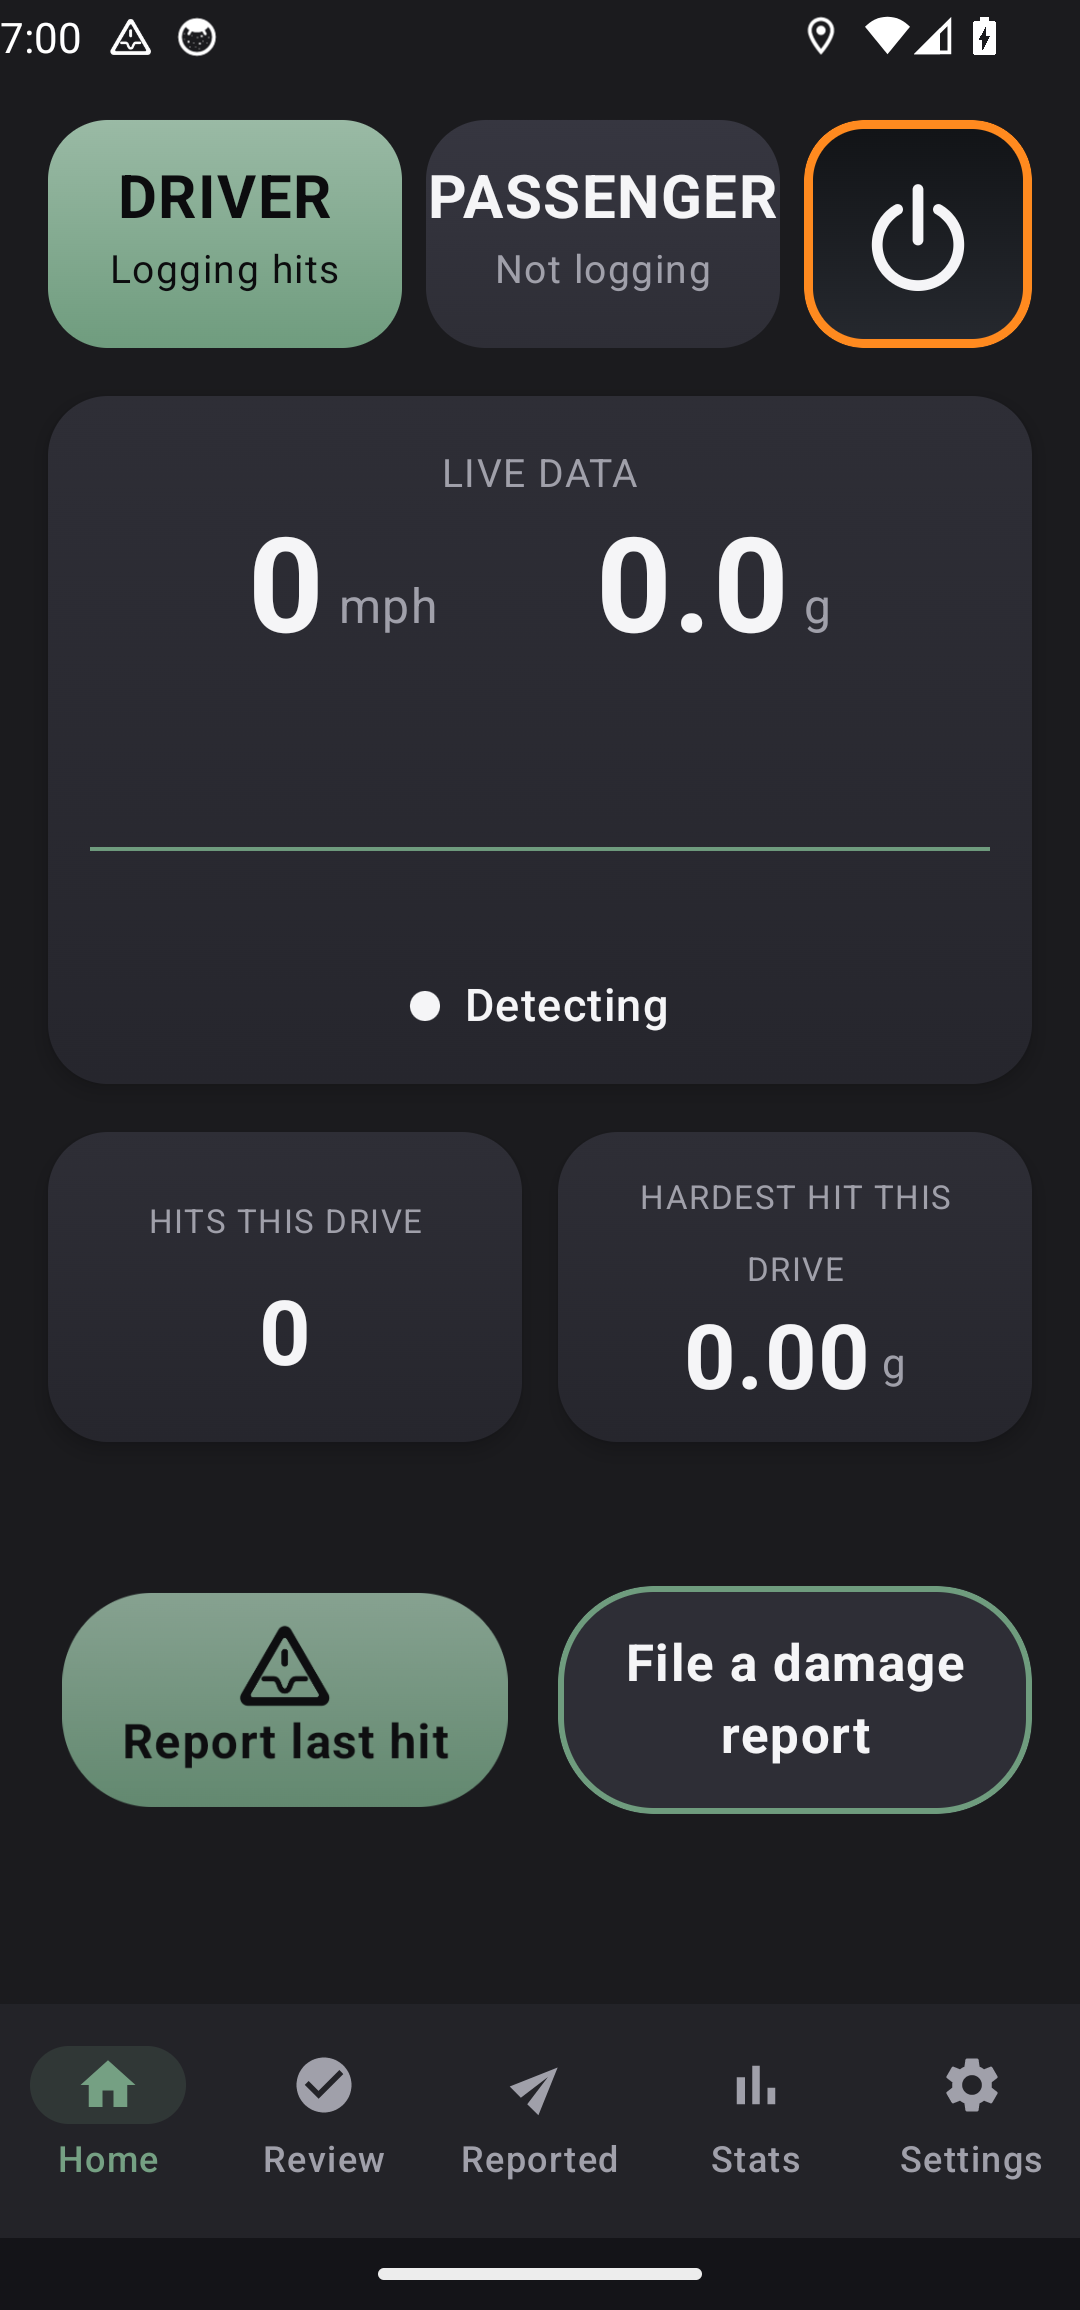 7:00
DRIVER
Logging hits
PASSENGER
Not logging
LIVE DATA
0 mph
0.0 g
Detecting
HITS THIS DRIVE
0
HARDEST HIT THIS
DRIVE
0.00 g
Report last hit
File a damage
report
Home
Review
Reported
Stats
Settings